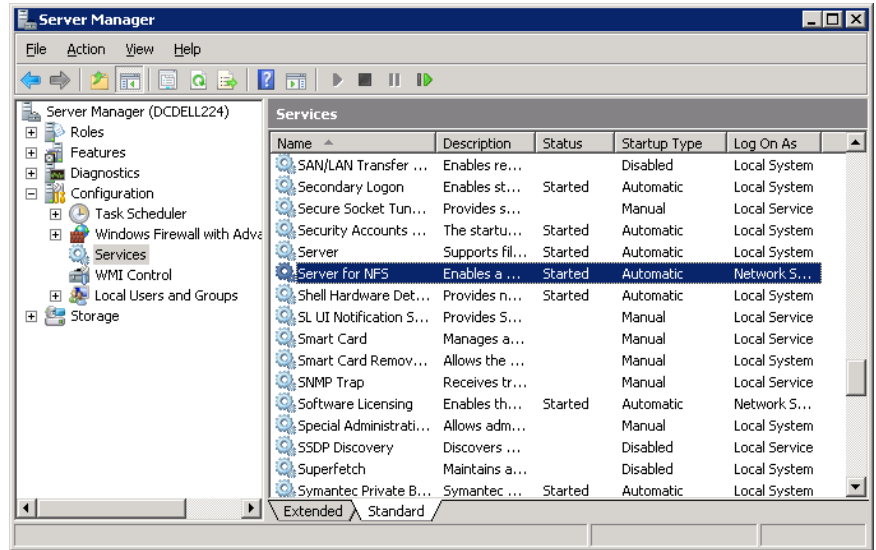 Server Manager
File Action View Help
Server Manager (DCDELL224)
Roles
Features
Diagnostics
Configuration
Task Scheduler
Windows Firewall with Adva
Services
WMI Control
Local Users and Groups
Storage
Services
Name Description Status Startup Type Log On As
SAN/LAN Transfer ... Enables re... Disabled Local System
Secondary Logon Enables st... Started Automatic Local System
Secure Socket Tun... Provides s... Manual Local Service
Security Accounts ... The startu... Started Automatic Local System
Server Supports fil... Started Automatic Local System
Server for NFS Enables a ... Started Automatic Network S...
Shell Hardware Det... Provides n... Started Automatic Local System
SL UI Notification S... Provides S... Manual Local Service
Smart Card Manages a... Manual Local Service
Smart Card Remov... Allows the ... Manual Local System
SNMP Trap Receives tr... Manual Local Service
Software Licensing Enables th... Started Automatic Network S...
Special Administrati... Allows adm... Manual Local System
SSDP Discovery Discovers ... Disabled Local Service
Superfetch Maintains a... Disabled Local System
Symantec Private B... Symantec ... Started Automatic Local System
Extended Standard